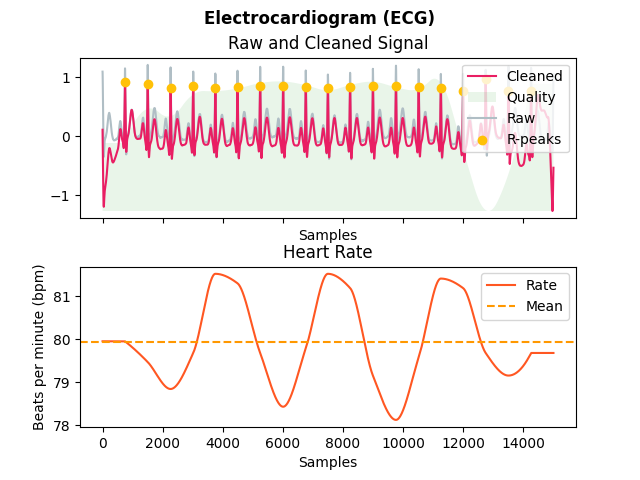 Electrocardiogram (ECG)
Raw and Cleaned Signal
1
0
−1
Cleaned
Quality
Raw
R-peaks
Samples
Heart Rate
Beats per minute (bpm)
81
80
79
78
Rate
Mean
0 2000 4000 6000 8000 10000 12000 14000
Samples